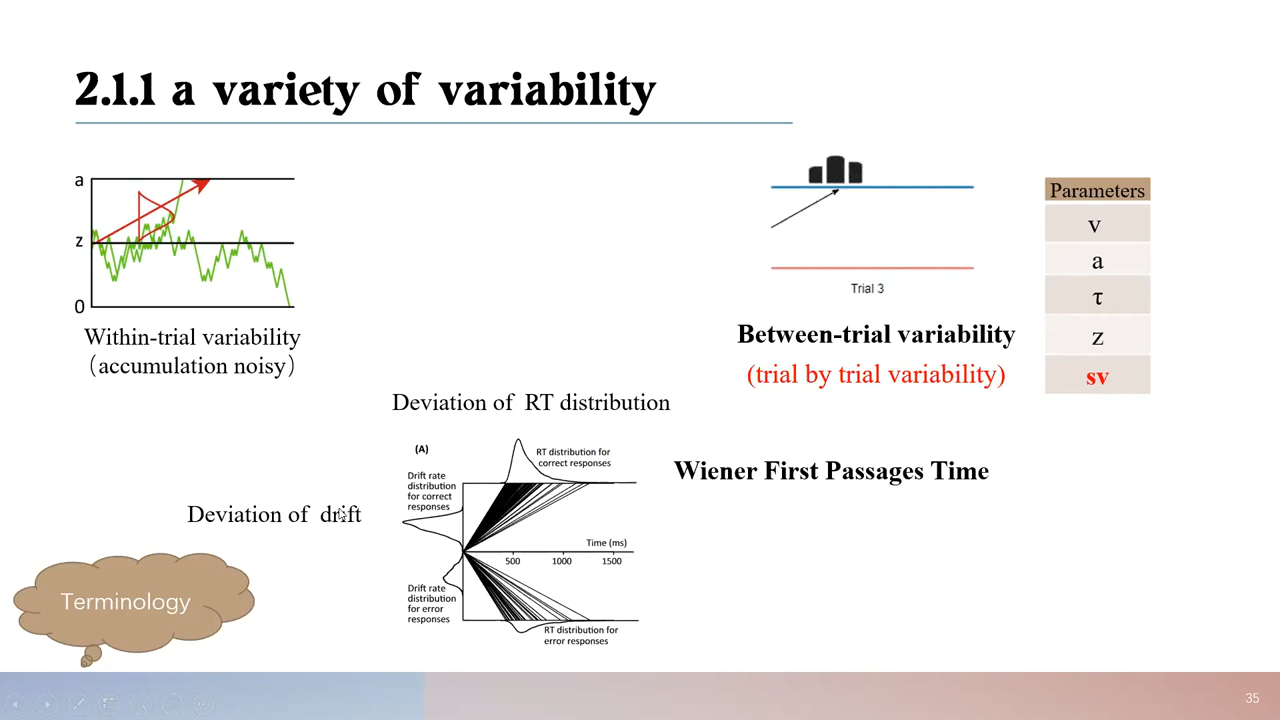 2.1.1 a variety of variability
a
z
0
Within-trial variability
（accumulation noisy）
Trial 3
Between-trial variability
(trial by trial variability)
Parameters
v
a
τ
z
sv
Deviation of RT distribution
(A)
RT distribution for
correct responses
Drift rate
distribution
for correct
responses
Wiener First Passages Time
Deviation of drift
Time (ms)
500 1000 1500
Drift rate
distribution
for error
responses
RT distribution for
error responses
Terminology
35